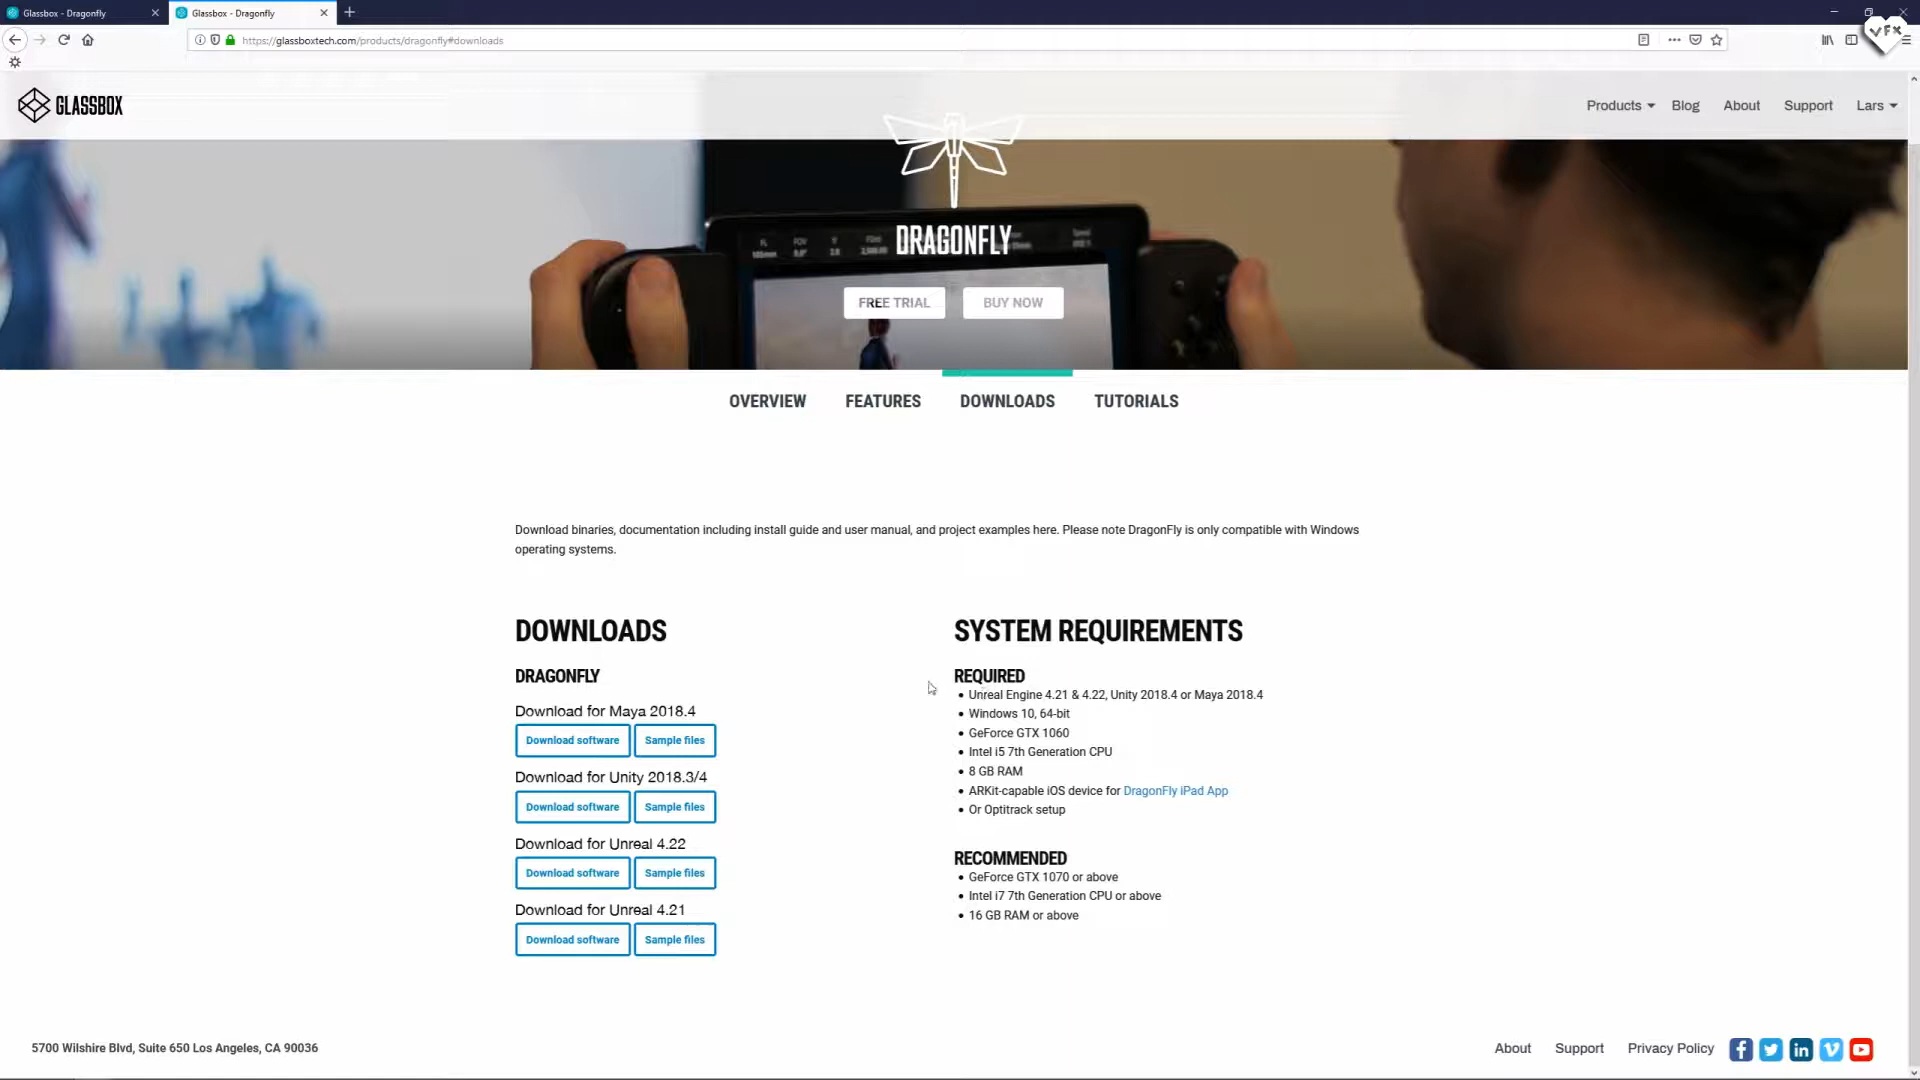 Glassbox - Dragonfly
Glassbox - Dragonfly
https://glassboxtech.com/products/dragonfly#downloads
VFX
GLASSBOX
Products
Blog
About
Support
Lars
FL
FOV
DRAGONFLY
FREE TRIAL
BUY NOW
OVERVIEW
FEATURES
DOWNLOADS
TUTORIALS
Download binaries, documentation including install guide and user manual, and project examples here. Please note DragonFly is only compatible with Windows
operating systems.
DOWNLOADS
DRAGONFLY
Download for Maya 2018.4
Download software
Sample files
Download for Unity 2018.3/4
Download software
Sample files
Download for Unreal 4.22
Download software
Sample files
Download for Unreal 4.21
Download software
Sample files
SYSTEM REQUIREMENTS
REQUIRED
• Unreal Engine 4.21 & 4.22, Unity 2018.4 or Maya 2018.4
• Windows 10, 64-bit
• GeForce GTX 1060
• Intel i5 7th Generation CPU
• 8 GB RAM
• ARKit-capable iOS device for DragonFly iPad App
• Or Optitrack setup
RECOMMENDED
• GeForce GTX 1070 or above
• Intel i7 7th Generation CPU or above
• 16 GB RAM or above
5700 Wilshire Blvd, Suite 650 Los Angeles, CA 90036
About
Support
Privacy Policy